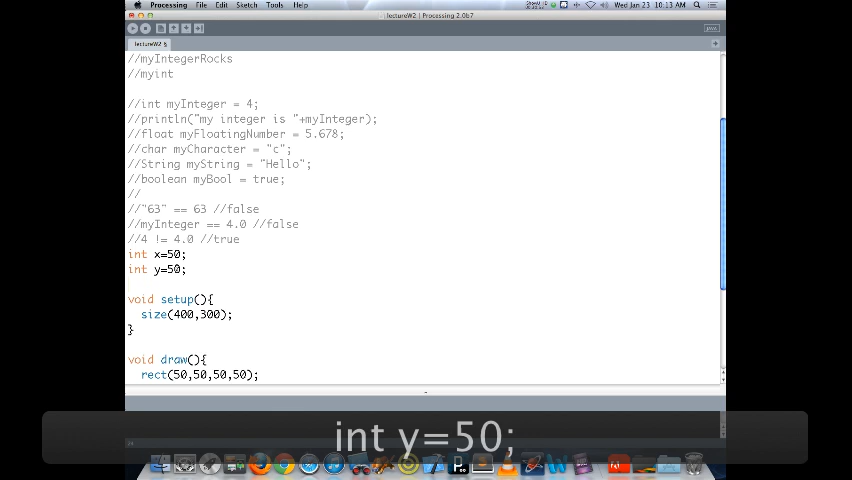 Processing File Edit Sketch Tools Help Wed Jan 23 10:13 AM
lectureW2 | Processing 2.0b7
JAVA
lectureW2 §
//myIntegerRocks
//myint
//int myInteger = 4;
//println("my integer is "+myInteger);
//float myFloatingNumber = 5.678;
//char myCharacter = "c";
//String myString = "Hello";
//boolean myBool = true;
//
//"63" == 63 //false
//myInteger == 4.0 //false
//4 != 4.0 //true
int x=50;
int y=50;
void setup(){
size(400,300);
}
void draw(){
rect(50,50,50,50);
int y=50;